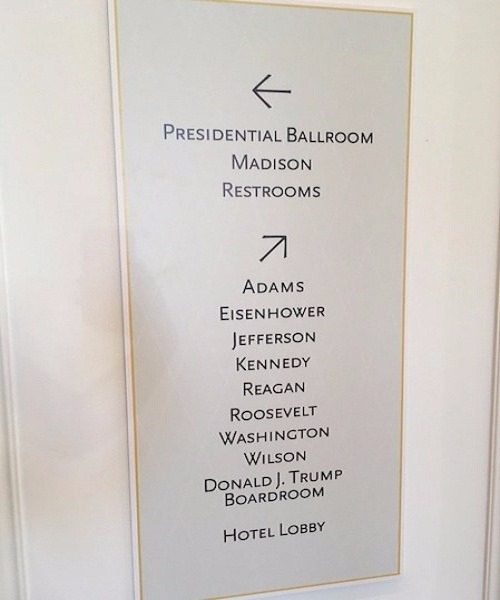 PRESIDENTIAL BALLROOM
MADISON
RESTROOMS
ADAMS
EISENHOWER
JEFFERSON
KENNEDY
REAGAN
ROOSEVELT
WASHINGTON
WILSON
DONALD J. TRUMP
BOARDROOM
HOTEL LOBBY